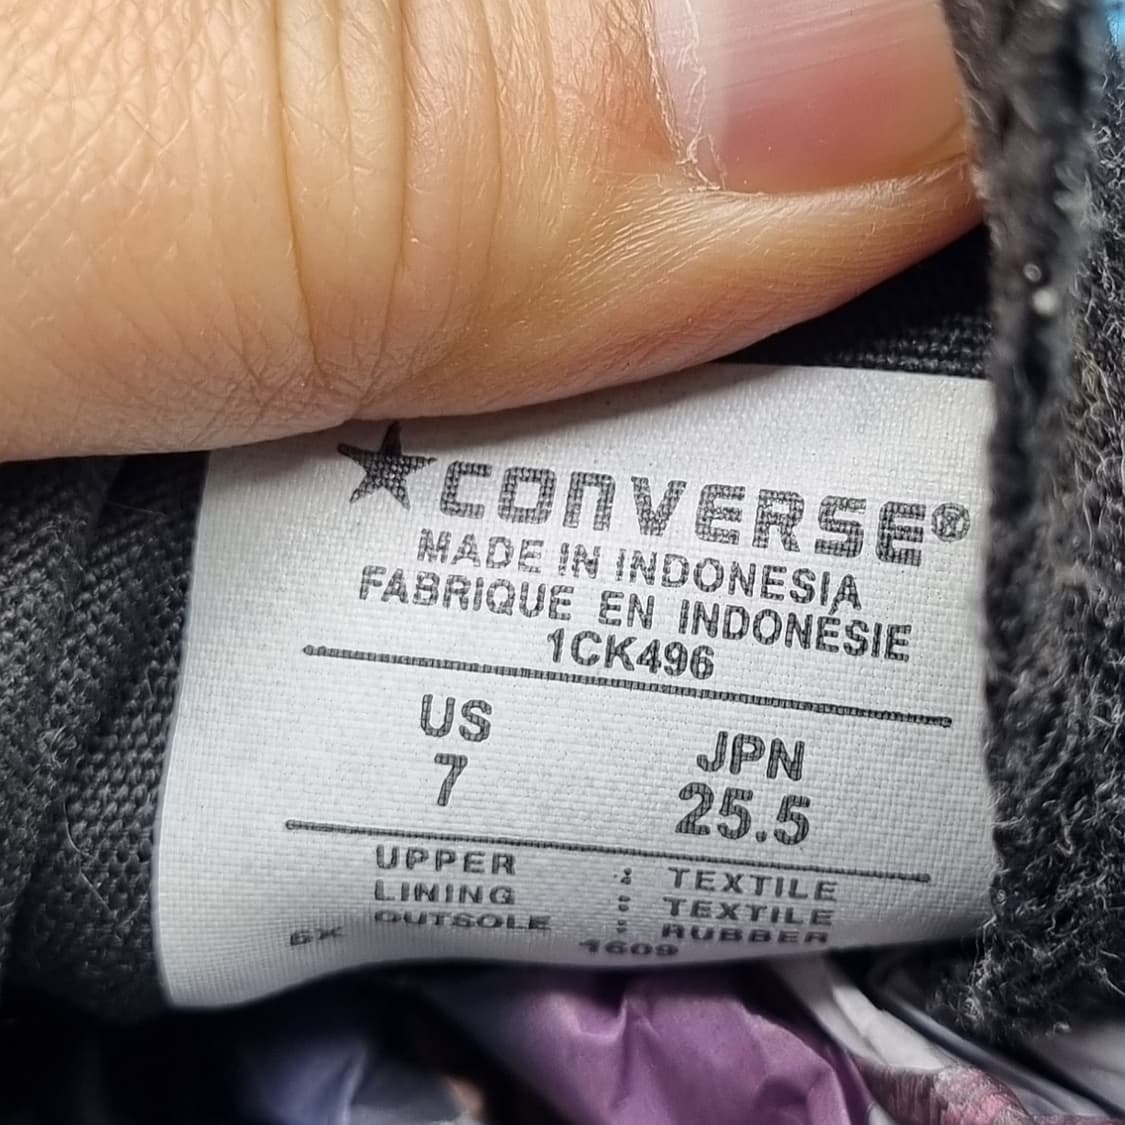 ★CONVERSE®
MADE IN INDONESIA
FABRIQUE EN INDONÉSIE
1CK496
US JPN
7 25.5
UPPER : TEXTILE
LINING : TEXTILE
OUTSOLE : RUBBER
6X 1609